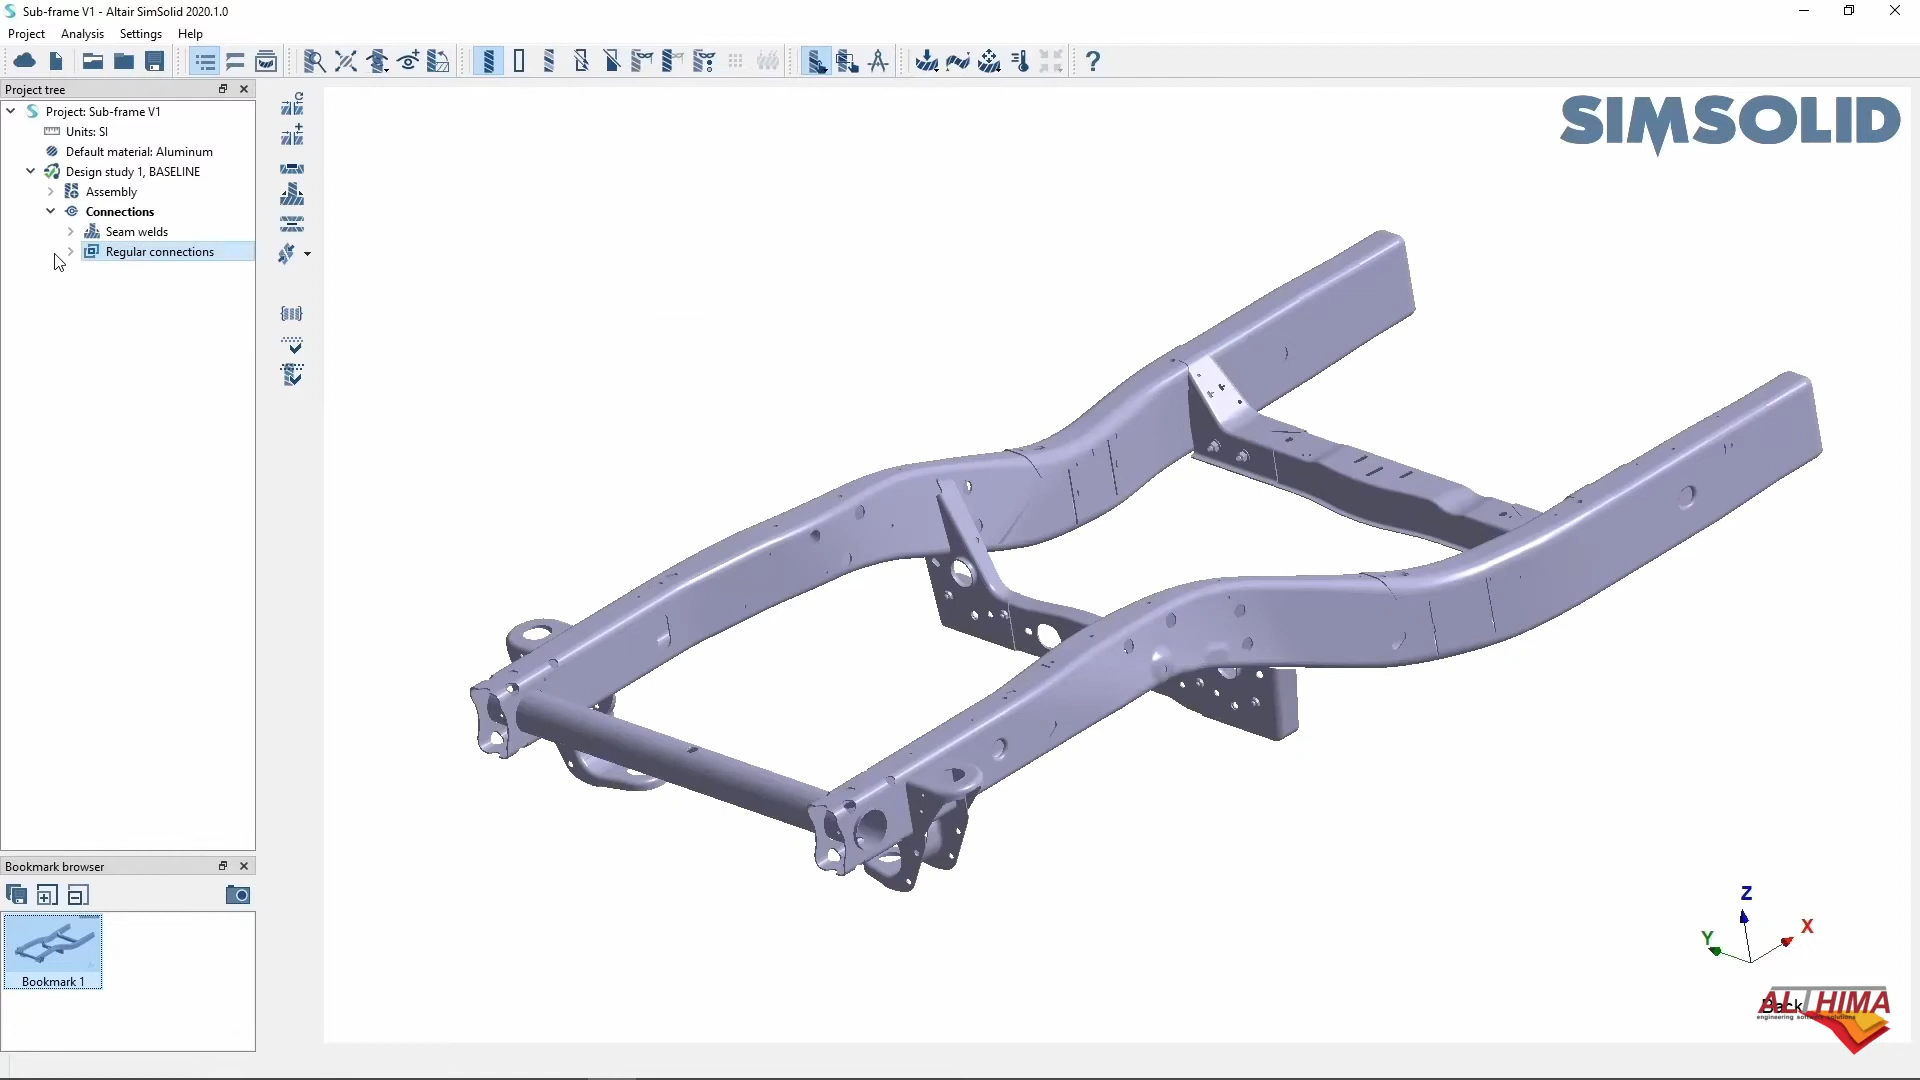 Sub-frame V1 - Altair SimSolid 2020.1.0
Project Analysis Settings Help
Project tree
Project: Sub-frame V1
Units: SI
Default material: Aluminum
Design study 1, BASELINE
Assembly
Connections
Seam welds
Regular connections
SIMSOLID
Bookmark browser
Bookmark 1
Z
Y
X
Back
ALTHIMA
engineering software solutions